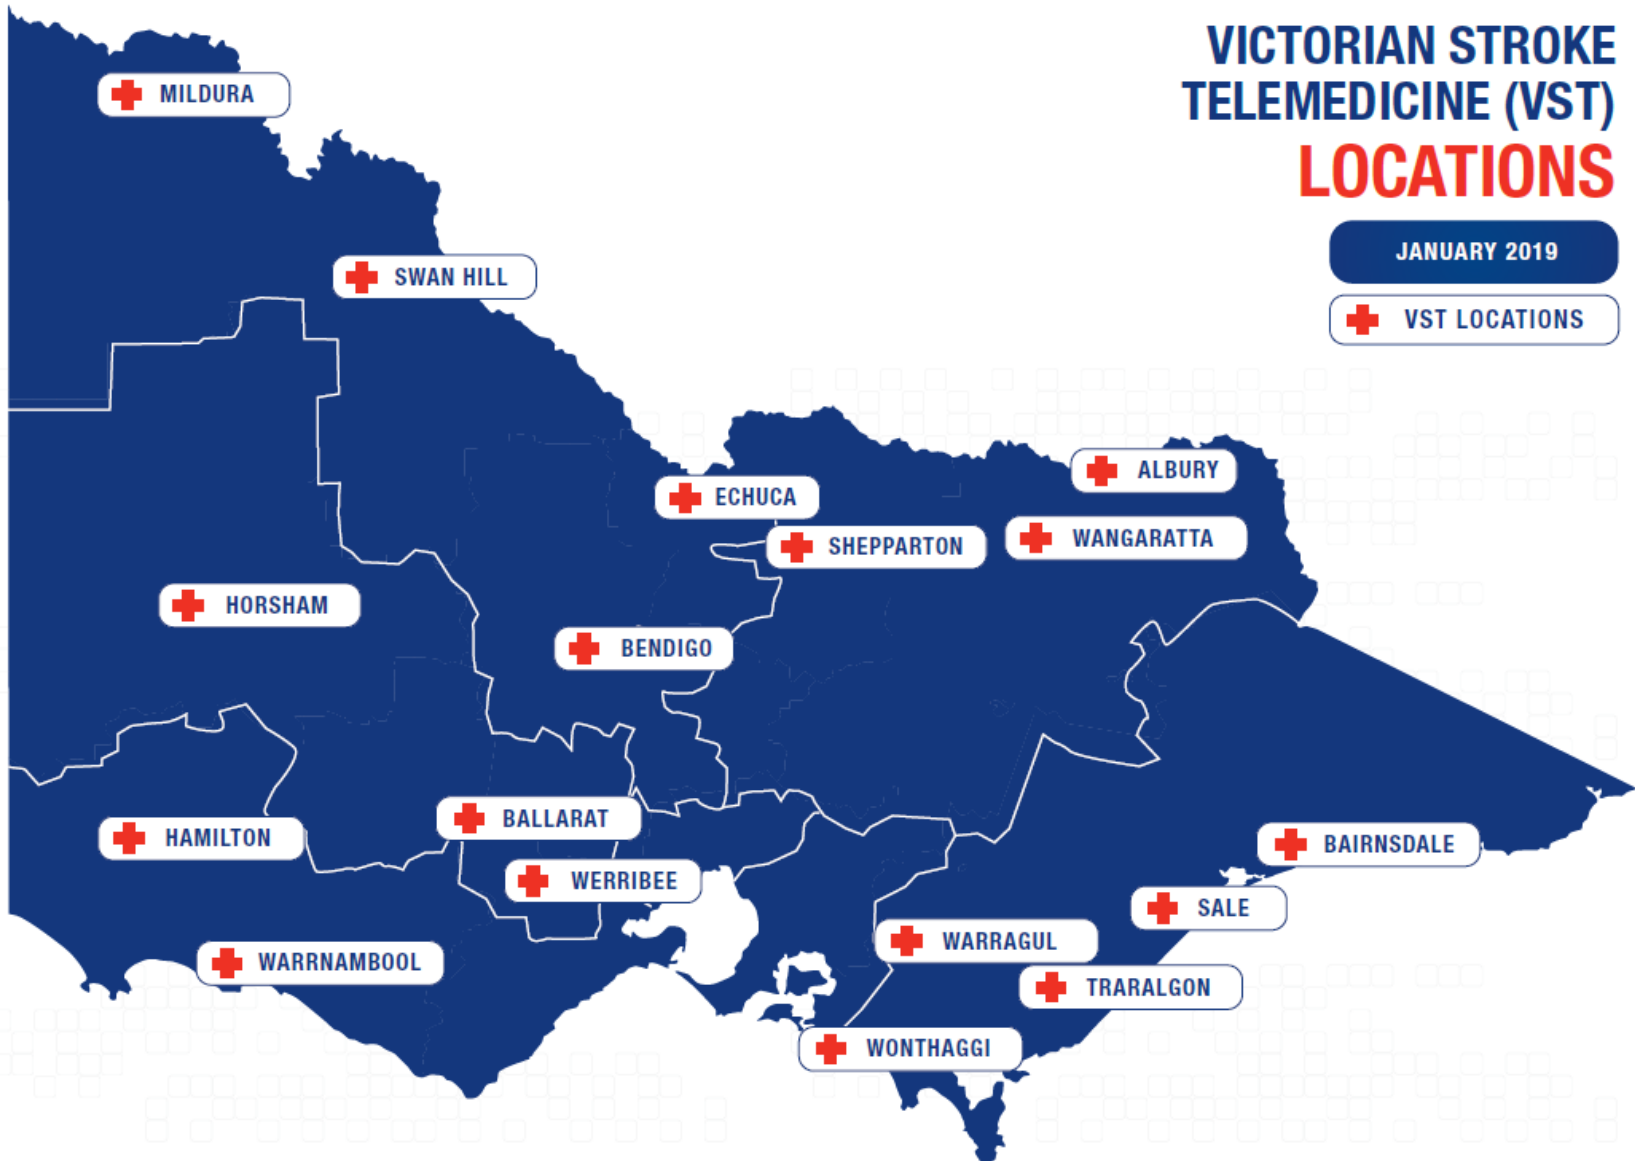 VICTORIAN STROKE
TELEMEDICINE (VST)
LOCATIONS
JANUARY 2019
VST LOCATIONS
MILDURA
SWAN HILL
ECHUCA
ALBURY
SHEPPARTON
WANGARATTA
HORSHAM
BENDIGO
BALLARAT
HAMILTON
BAIRNSDALE
WERRIBEE
SALE
WARRAGUL
WARRNAMBOOL
TRARALGON
WONTHAGGI